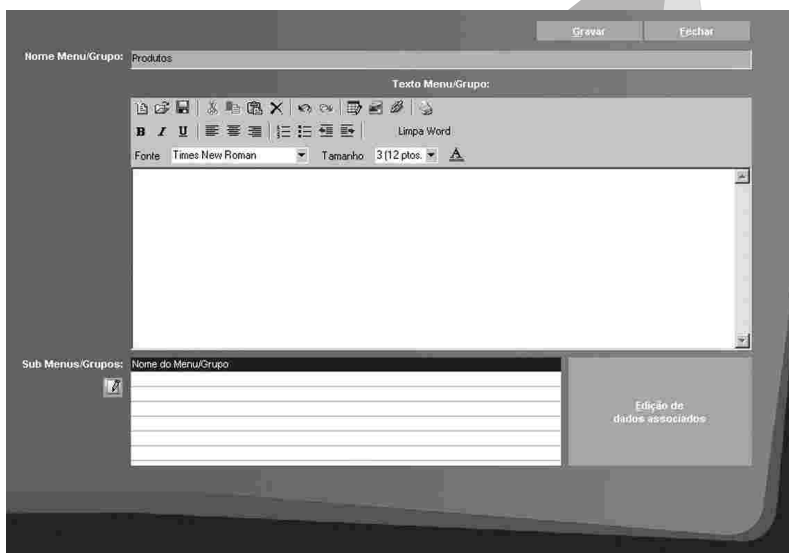 Gravar Fechar
Nome Menu/Grupo: Produtos
Texto Menu/Grupo:
B I U Limpa Word
Fonte Times New Roman Tamanho 3 (12 ptos. A
Sub Menus/Grupos: Nome do Menu/Grupo
Edição de
dados associados